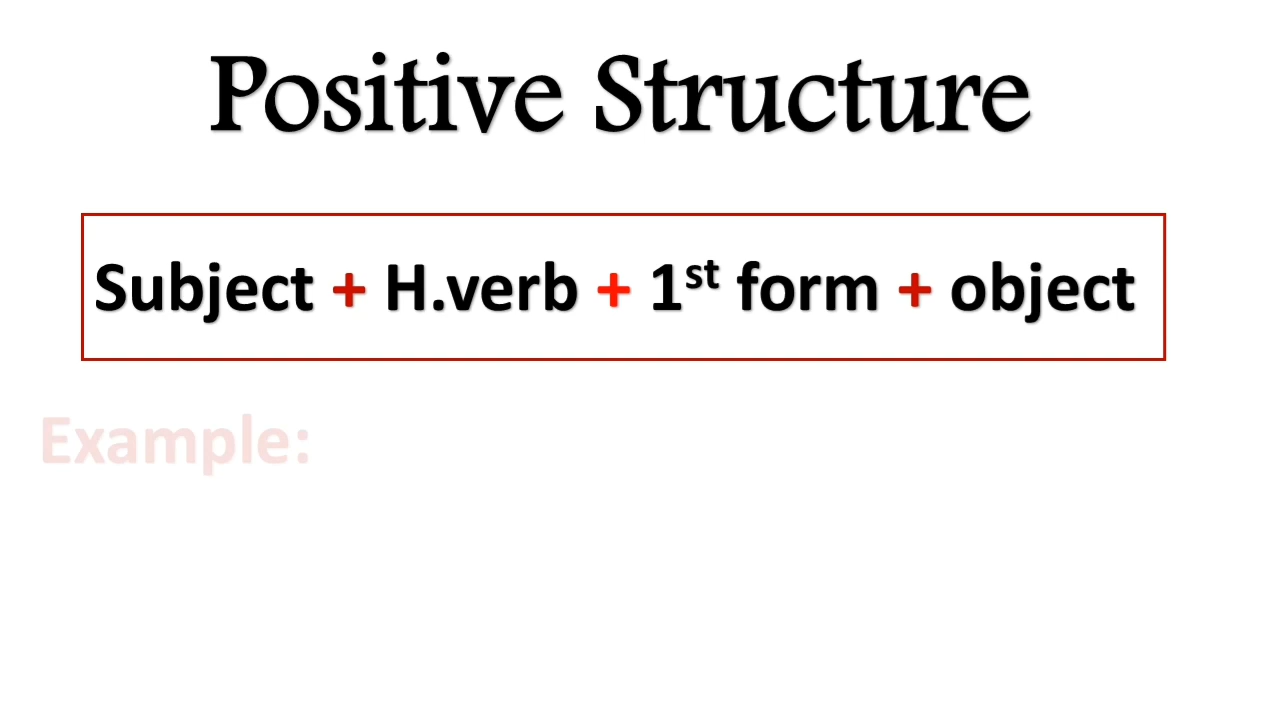 Positive Structure
Subject + H.verb + 1st form + object
Example: